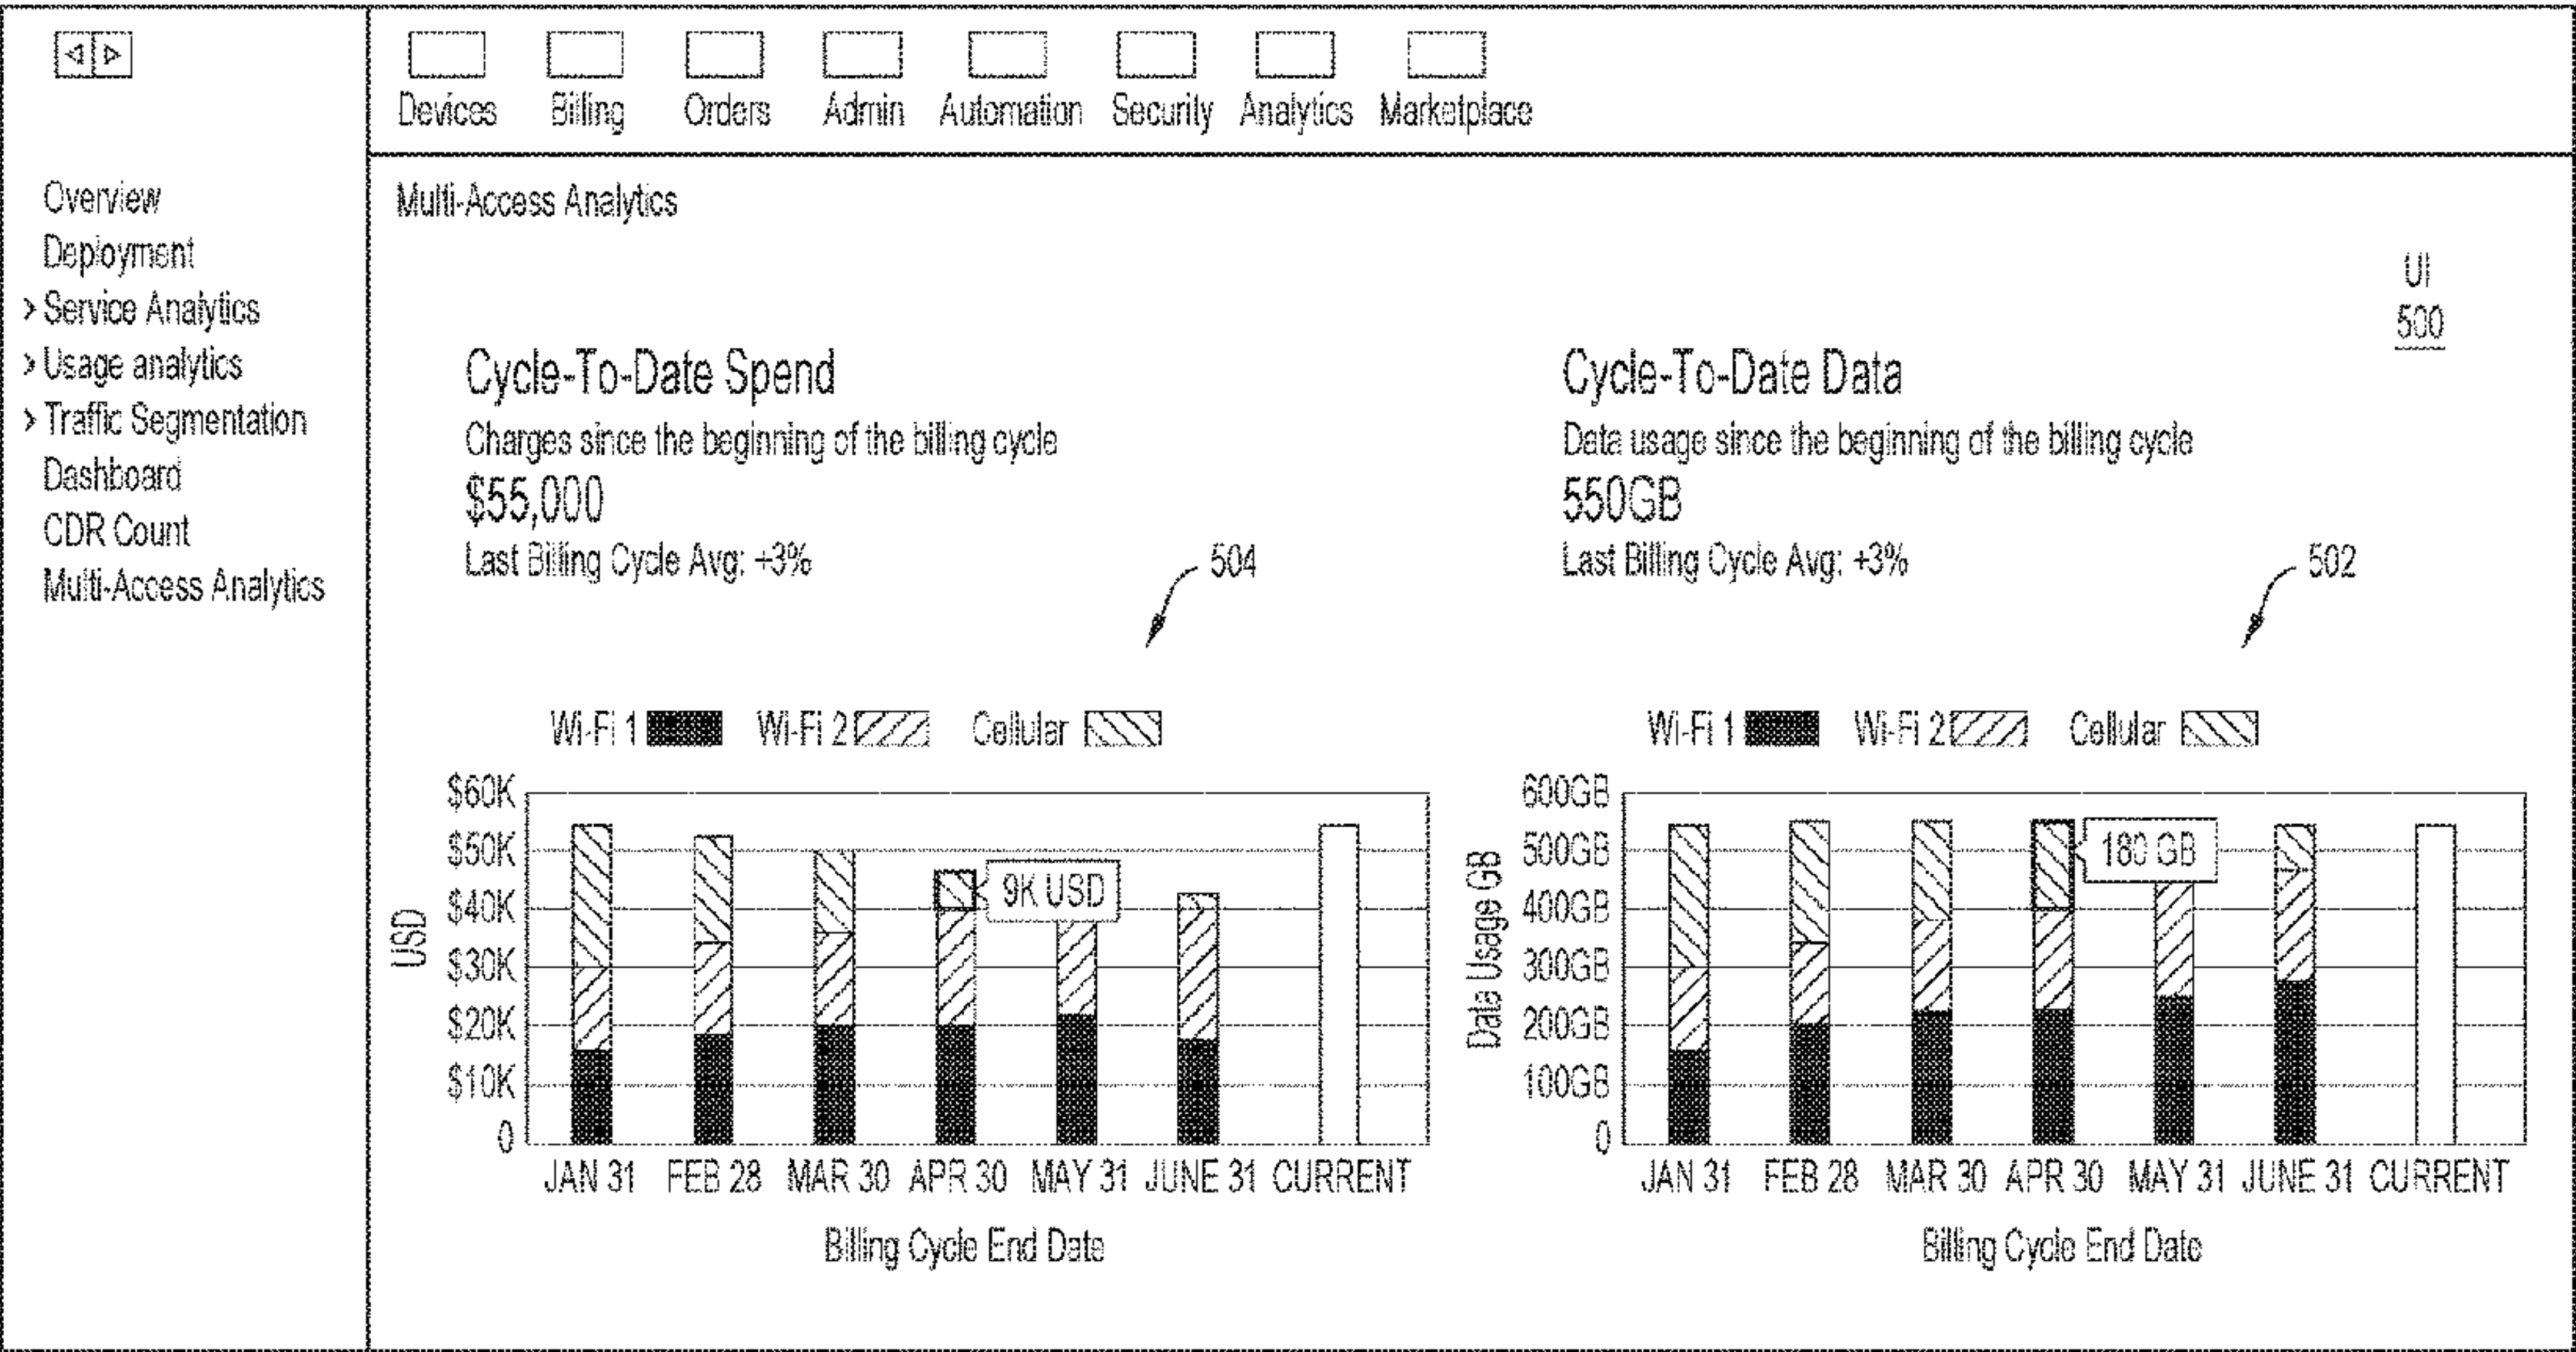 Devices Billing Orders Admin Automation Security Analytics Marketplace
Overview
Deployment
> Service Analytics
> Usage analytics
> Traffic Segmentation
Dashboard
CDR Count
Multi-Access Analytics
Multi-Access Analytics
UI
500
Cycle-To-Date Spend
Charges since the beginning of the billing cycle
$55,000
Last Billing Cycle Avg: +3%
504
Wi-Fi 1 Wi-Fi 2 Cellular
USD
$60K
$50K
$40K
$30K
$20K
$10K
0
9K USD
JAN 31 FEB 28 MAR 30 APR 30 MAY 31 JUNE 31 CURRENT
Billing Cycle End Date
Cycle-To-Date Data
Data usage since the beginning of the billing cycle
550GB
Last Billing Cycle Avg: +3%
502
Wi-Fi 1 Wi-Fi 2 Cellular
Data Usage GB
600GB
500GB
400GB
300GB
200GB
100GB
0
180 GB
JAN 31 FEB 28 MAR 30 APR 30 MAY 31 JUNE 31 CURRENT
Billing Cycle End Date